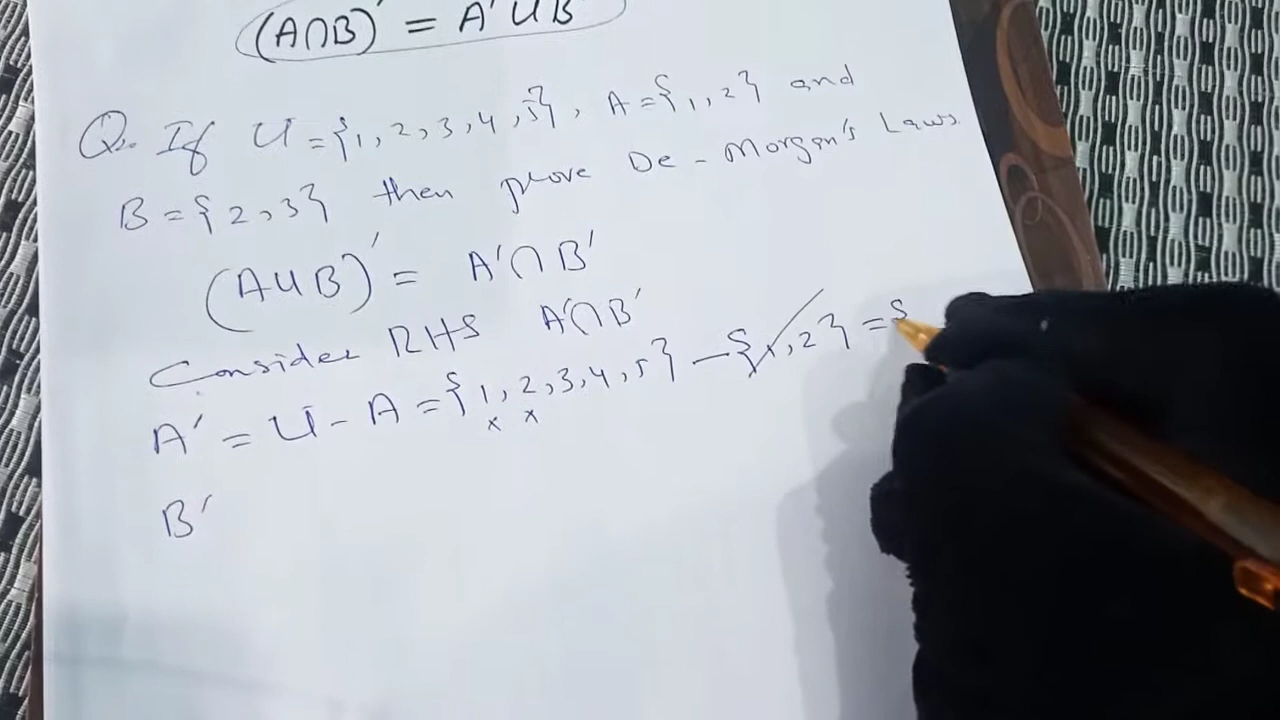 (A∩B)' = A'∪B'
Q. If U = {1, 2, 3, 4, 5}, A = {1, 2} and
B = {2, 3} then prove De-Morgan's Laws.
(A∪B)' = A'∩B'
Consider RHS A'∩B'
A' = U - A = {1, 2, 3, 4, 5} - {1, 2} = {
x x
B'